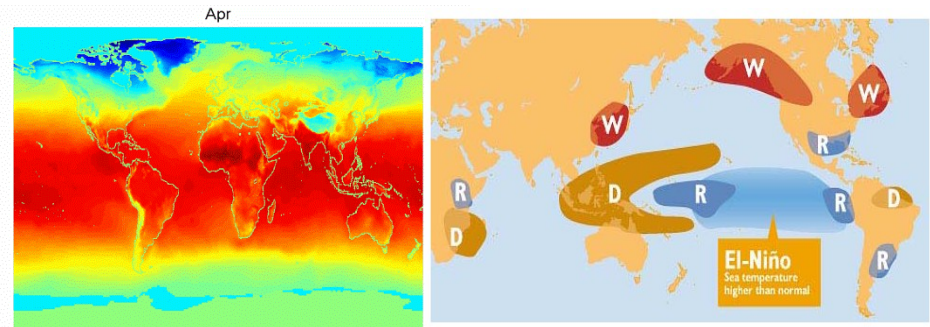 Apr
W
W
W
R
R
D
R
R
D
D
R
El-Niño
Sea temperature
higher than normal